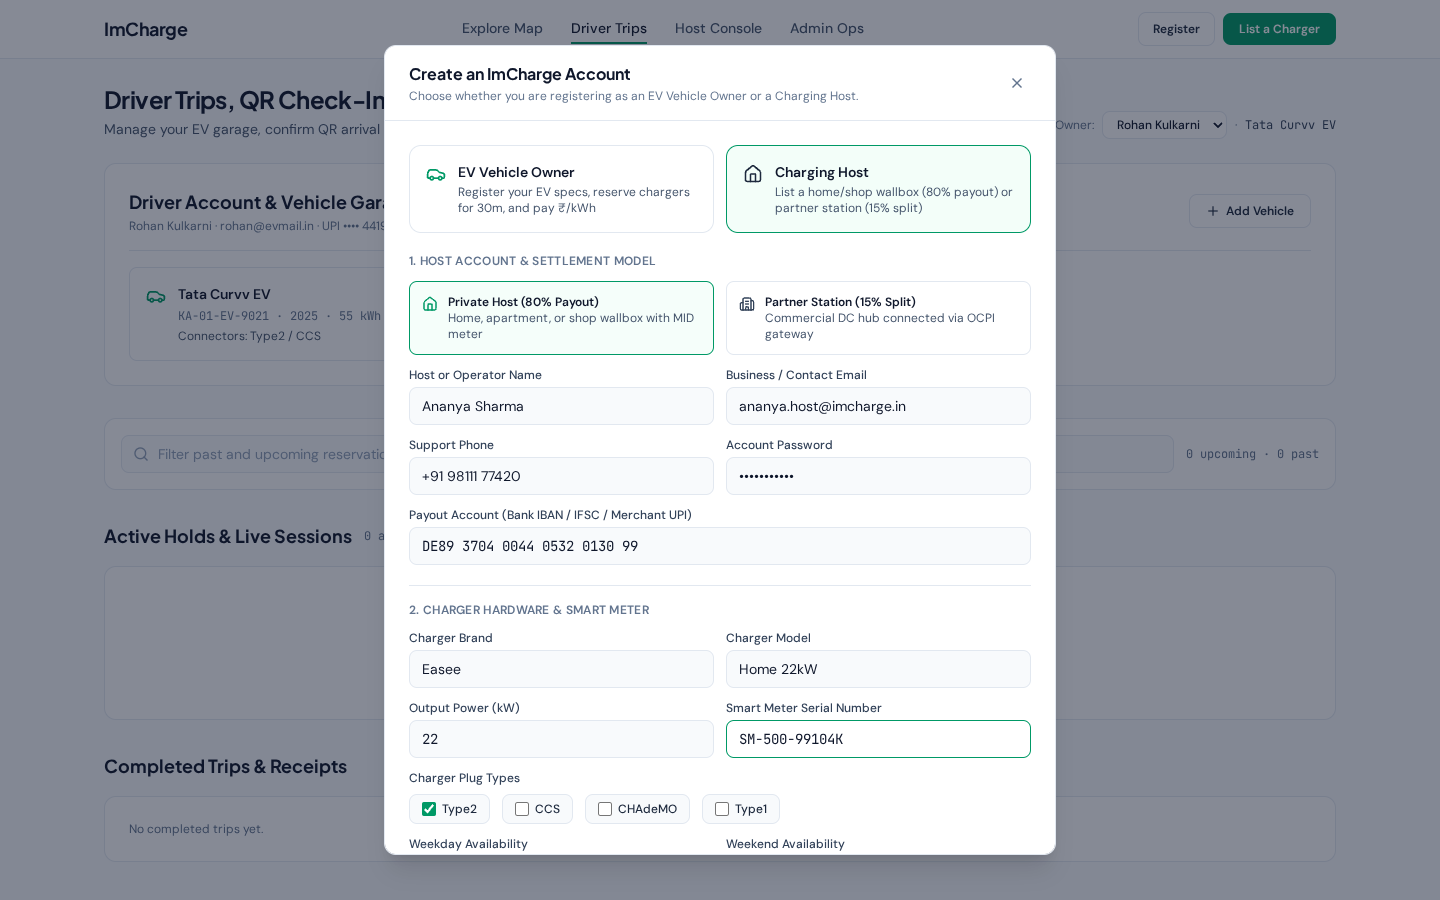 ImCharge
Explore Map
Driver Trips
Host Console
Admin Ops
Register
List a Charger
Driver Trips, QR Check-In
Manage your EV garage, confirm QR arrival
Owner:
Rohan Kulkarni
· Tata Curvv EV
Driver Account & Vehicle Gara
Rohan Kulkarni · rohan@evmail.in · UPI •••• 4419
Add Vehicle
Tata Curvv EV
KA-01-EV-9021 · 2025 · 55 kWh
Connectors: Type2 / CCS
Filter past and upcoming reservatio
0 upcoming · 0 past
Active Holds & Live Sessions
0 a
Completed Trips & Receipts
No completed trips yet.
Create an ImCharge Account
Choose whether you are registering as an EV Vehicle Owner or a Charging Host.
EV Vehicle Owner
Register your EV specs, reserve chargers
for 30m, and pay ₹/kWh
Charging Host
List a home/shop wallbox (80% payout) or
partner station (15% split)
1. HOST ACCOUNT & SETTLEMENT MODEL
Private Host (80% Payout)
Home, apartment, or shop wallbox with MID
meter
Partner Station (15% Split)
Commercial DC hub connected via OCPI
gateway
Host or Operator Name
Ananya Sharma
Business / Contact Email
ananya.host@imcharge.in
Support Phone
+91 98111 77420
Account Password
•••••••••••
Payout Account (Bank IBAN / IFSC / Merchant UPI)
DE89 3704 0044 0532 0130 99
2. CHARGER HARDWARE & SMART METER
Charger Brand
Easee
Charger Model
Home 22kW
Output Power (kW)
22
Smart Meter Serial Number
SM-500-99104K
Charger Plug Types
Type2
CCS
CHAdeMO
Type1
Weekday Availability
Weekend Availability